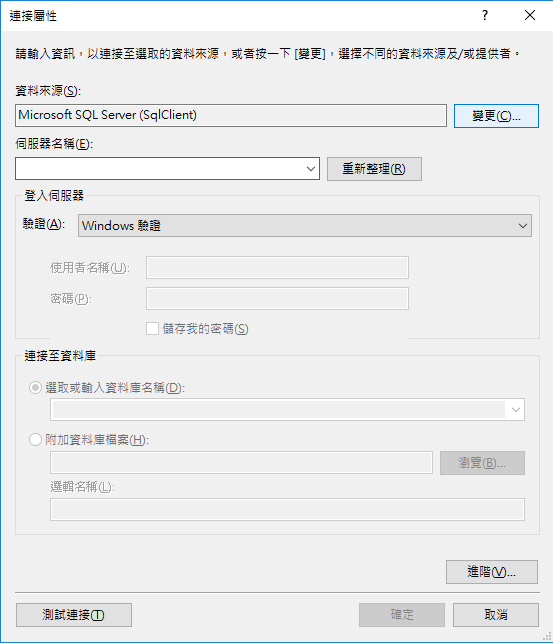 連接屬性
請輸入資訊，以連接至選取的資料來源，或者按一下 [變更]，選擇不同的資料來源及/或提供者。
資料來源(S):
Microsoft SQL Server (SqlClient)
變更(C)...
伺服器名稱(E):
重新整理(R)
登入伺服器
驗證(A):
Windows 驗證
使用者名稱(U):
密碼(P):
儲存我的密碼(S)
連接至資料庫
選取或輸入資料庫名稱(D):
附加資料庫檔案(H):
瀏覽(B)...
邏輯名稱(L):
進階(V)...
測試連接(T)
確定
取消